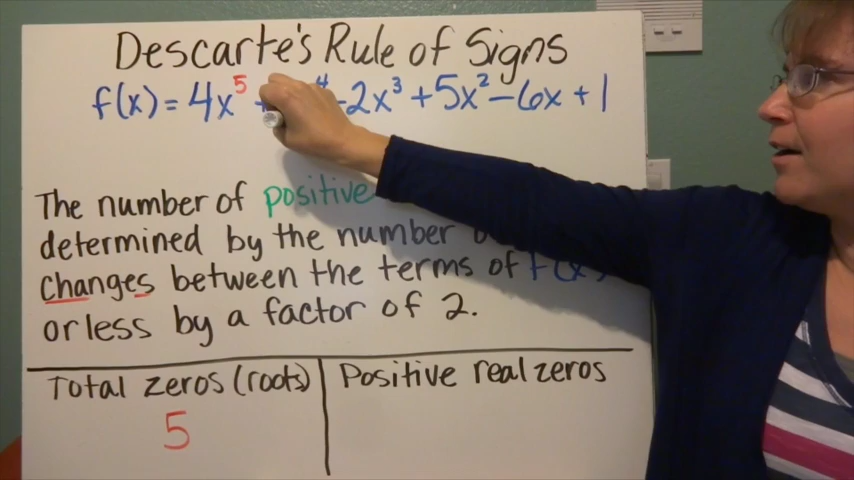 Descarte's Rule of Signs
f(x) = 4x⁵ + ⁴ - 2x³ + 5x² - 6x + 1
The number of positive
determined by the number
changes between the terms of f(x)
or less by a factor of 2.
Total zeros (roots) Positive real zeros
5